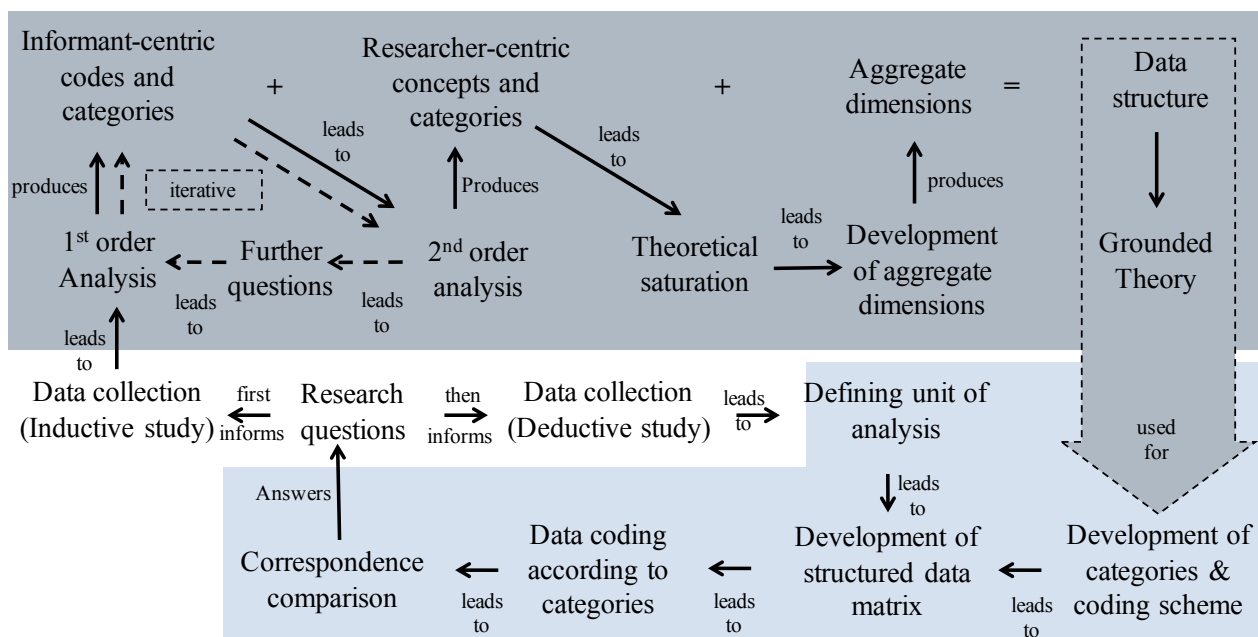 Informant-centric
codes and
categories
+
Researcher-centric
concepts and
categories
+
Aggregate
dimensions
=
Data
structure
leads
to
leads
to
produces
iterative
Produces
produces
1st order
Analysis
Further
questions
2nd order
analysis
Theoretical
saturation
leads
to
Development
of aggregate
dimensions
Grounded
Theory
leads
to
leads
to
leads
to
Data collection
(Inductive study)
first
informs
Research
questions
then
informs
Data collection
(Deductive study)
leads
to
Defining unit of
analysis
used
for
Answers
leads
to
Correspondence
comparison
leads
to
Data coding
according to
categories
leads
to
Development of
structured data
matrix
leads
to
Development of
categories &
coding scheme